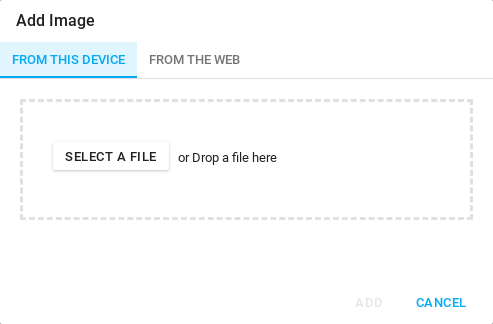 Add Image
FROM THIS DEVICE FROM THE WEB
SELECT A FILE or Drop a file here
ADD CANCEL